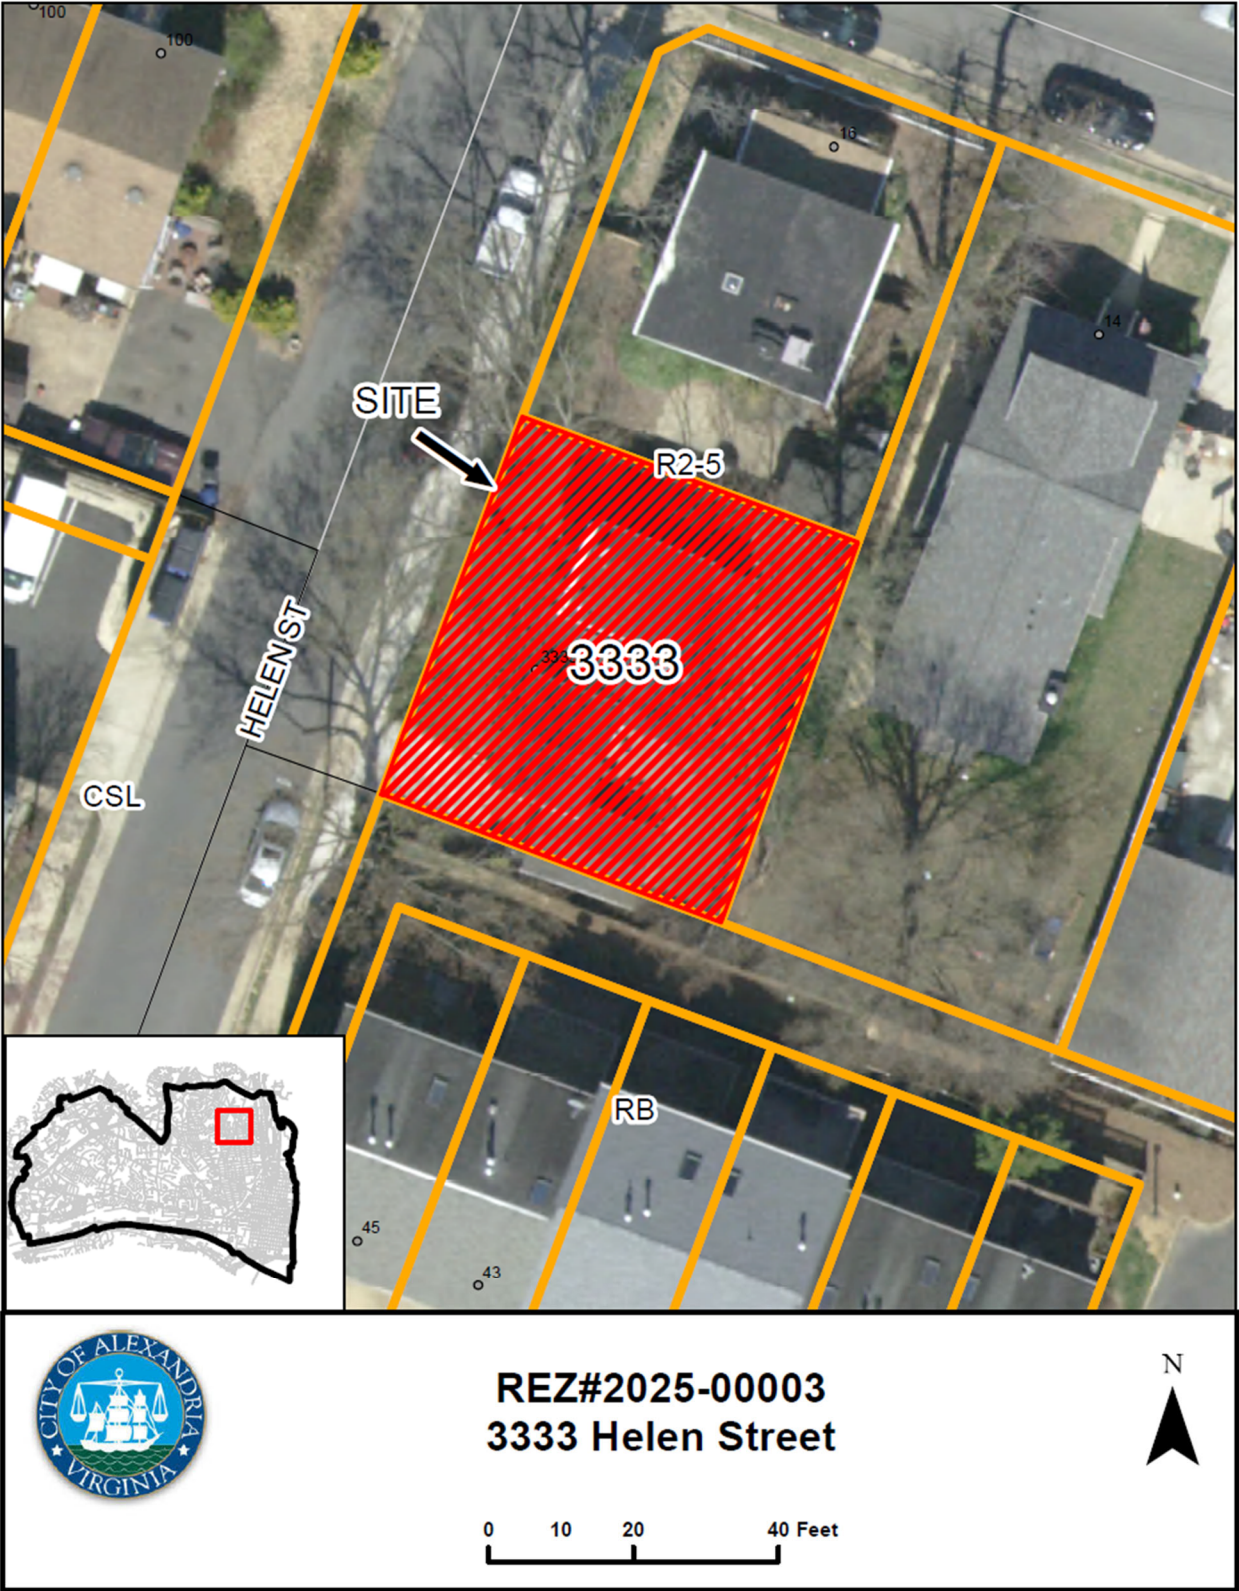 100
100
16
14
SITE
R2-5
3333
HELEN ST
CSL
RB
45
43
CITY OF ALEXANDRIA
VIRGINIA
REZ#2025-00003
3333 Helen Street
N
0 10 20 40 Feet